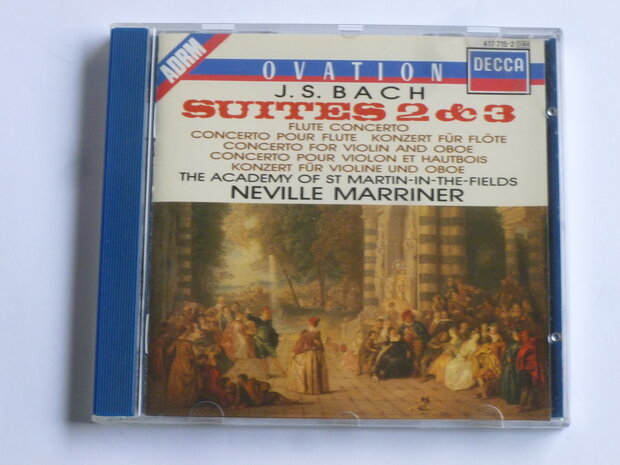 ADRM
417 715-2 DM
OVATION
DECCA
J. S. BACH
SUITES 2 & 3
FLUTE CONCERTO
CONCERTO POUR FLUTE KONZERT FÜR FLÖTE
CONCERTO FOR VIOLIN AND OBOE
CONCERTO POUR VIOLON ET HAUTBOIS
KONZERT FÜR VIOLINE UND OBOE
THE ACADEMY OF ST MARTIN-IN-THE-FIELDS
NEVILLE MARRINER